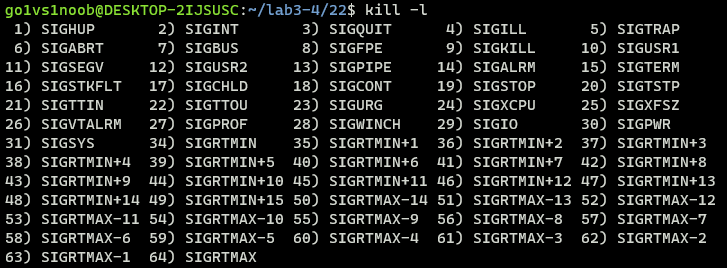 go1vs1noob@DESKTOP-2IJSUSC:~/lab3-4/22$ kill -l
 1) SIGHUP       2) SIGINT       3) SIGQUIT      4) SIGILL       5) SIGTRAP
 6) SIGABRT      7) SIGBUS       8) SIGFPE       9) SIGKILL     10) SIGUSR1
11) SIGSEGV     12) SIGUSR2     13) SIGPIPE     14) SIGALRM     15) SIGTERM
16) SIGSTKFLT   17) SIGCHLD     18) SIGCONT     19) SIGSTOP     20) SIGTSTP
21) SIGTTIN     22) SIGTTOU     23) SIGURG      24) SIGXCPU     25) SIGXFSZ
26) SIGVTALRM   27) SIGPROF     28) SIGWINCH    29) SIGIO       30) SIGPWR
31) SIGSYS      34) SIGRTMIN    35) SIGRTMIN+1  36) SIGRTMIN+2  37) SIGRTMIN+3
38) SIGRTMIN+4  39) SIGRTMIN+5  40) SIGRTMIN+6  41) SIGRTMIN+7  42) SIGRTMIN+8
43) SIGRTMIN+9  44) SIGRTMIN+10 45) SIGRTMIN+11 46) SIGRTMIN+12 47) SIGRTMIN+13
48) SIGRTMIN+14 49) SIGRTMIN+15 50) SIGRTMAX-14 51) SIGRTMAX-13 52) SIGRTMAX-12
53) SIGRTMAX-11 54) SIGRTMAX-10 55) SIGRTMAX-9  56) SIGRTMAX-8  57) SIGRTMAX-7
58) SIGRTMAX-6  59) SIGRTMAX-5  60) SIGRTMAX-4  61) SIGRTMAX-3  62) SIGRTMAX-2
63) SIGRTMAX-1  64) SIGRTMAX